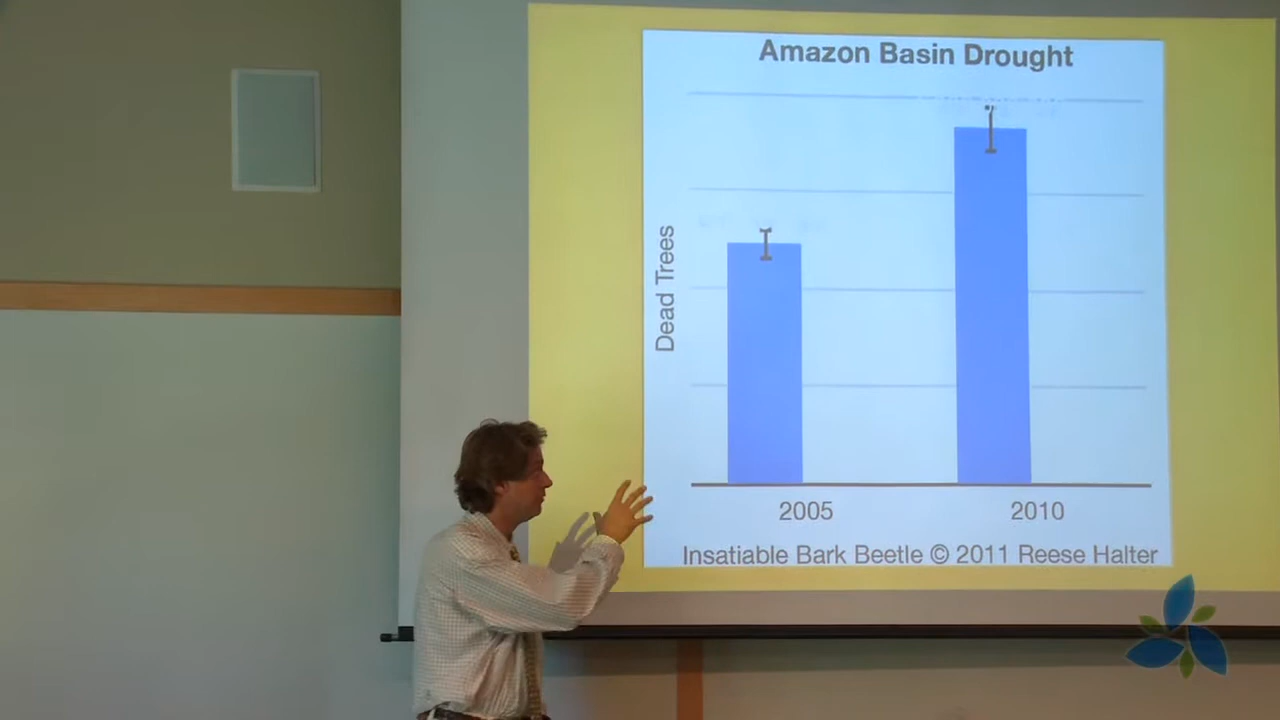 Amazon Basin Drought
Dead Trees
2005
2010
Insatiable Bark Beetle © 2011 Reese Halter